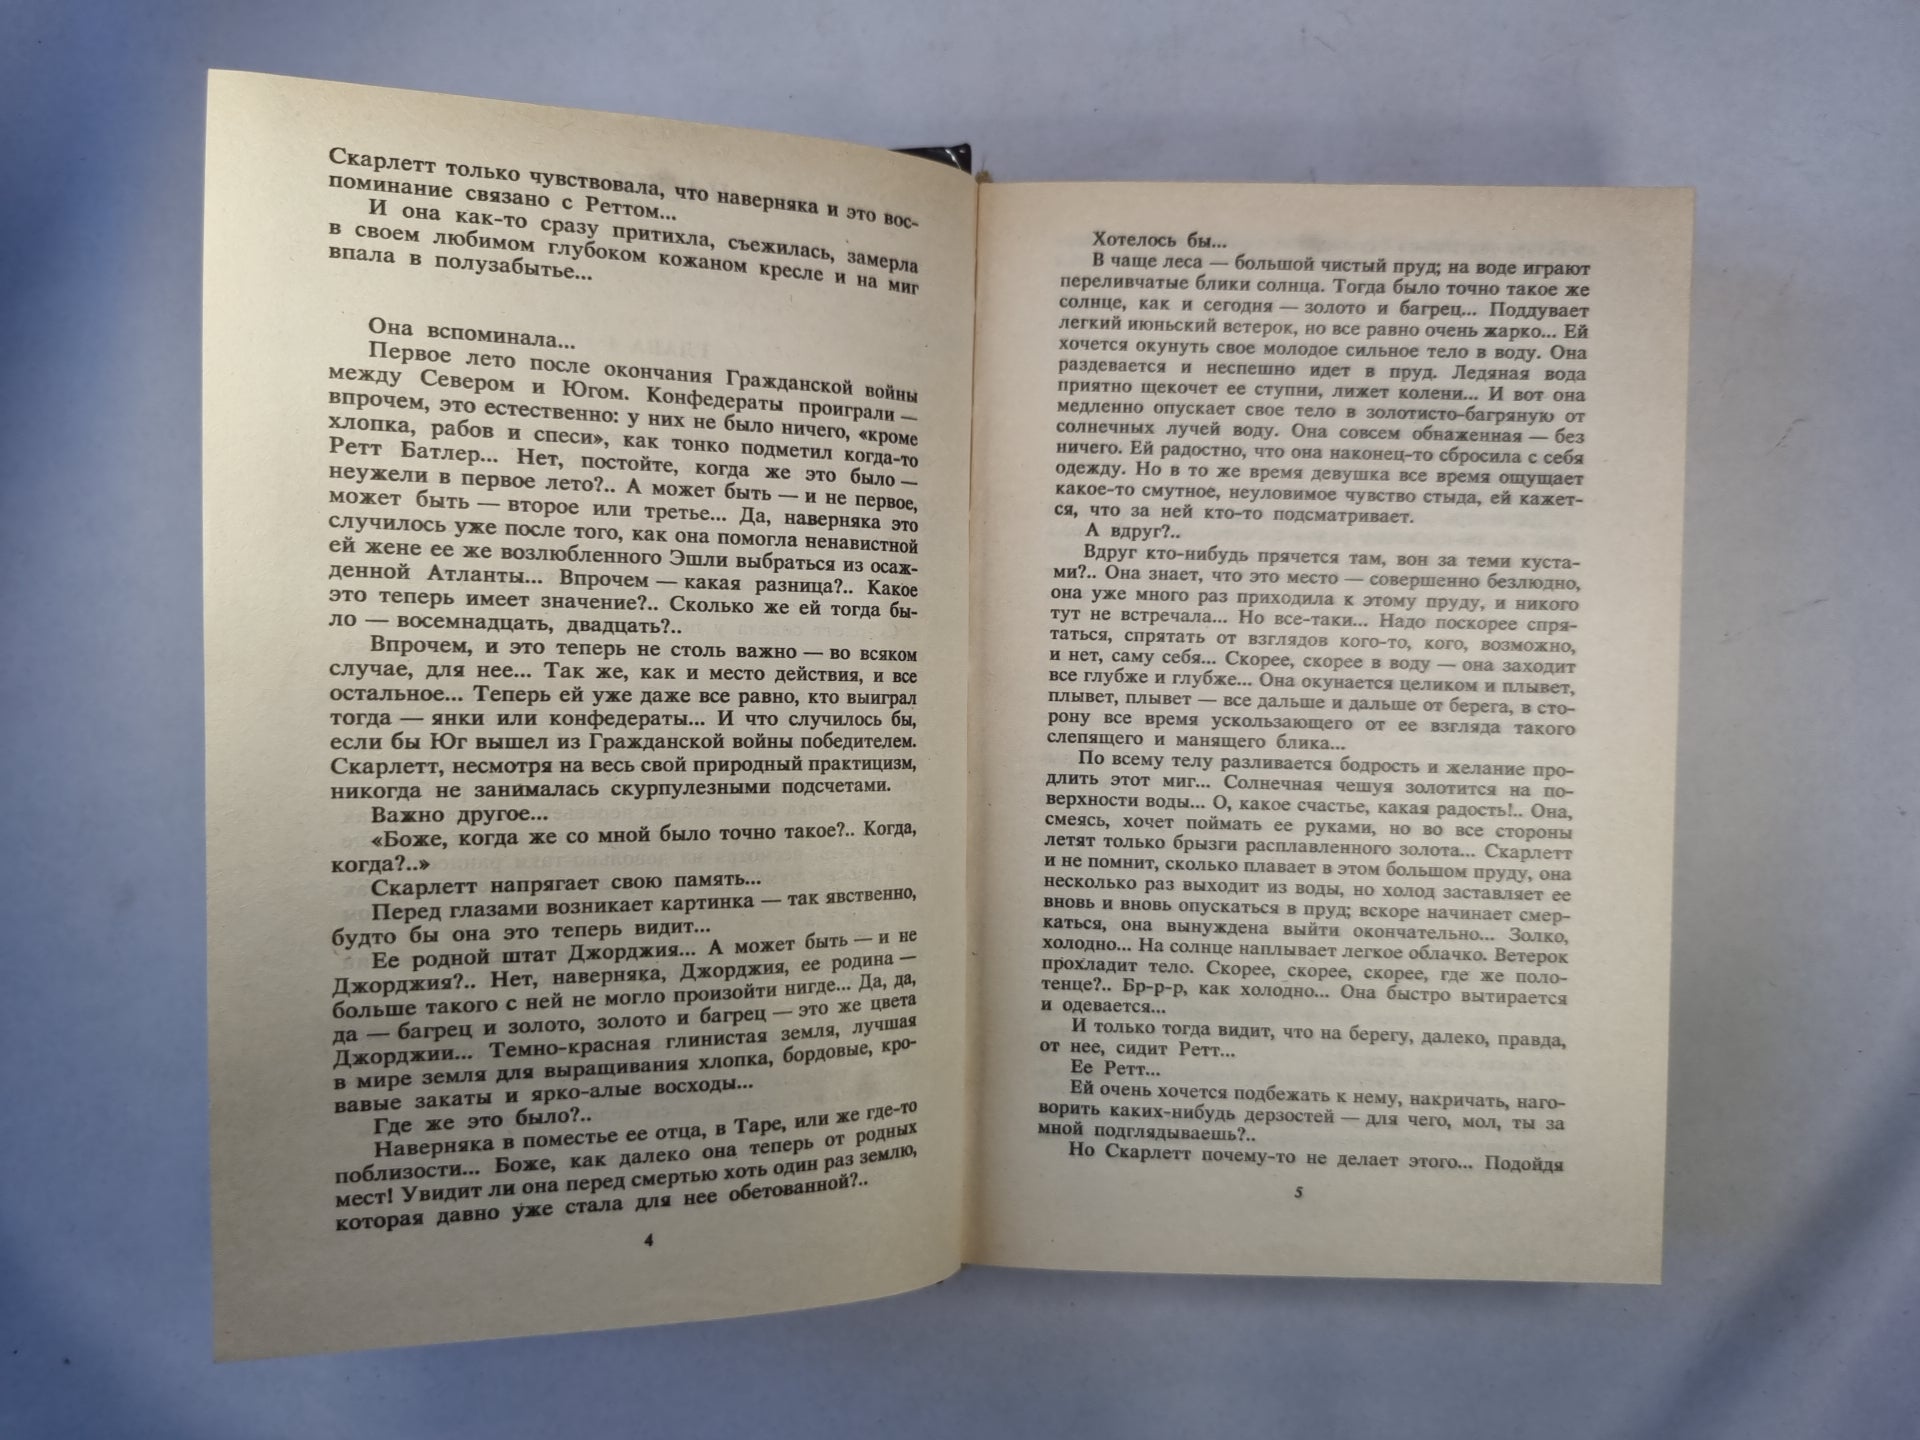 Скарлетт только чувствовала, что наверняка и это вос-
поминание связано с Реттом...
И она как-то сразу притихла, съежилась, замерла
в своем любимом глубоком кожаном кресле и на миг
впала в полузабытье...
Она вспоминала...
Первое лето после окончания Гражданской войны
между Севером и Югом. Конфедераты проиграли —
впрочем, это естественно: у них не было ничего, «кроме
хлопка, рабов и спеси», как тонко подметил когда-то
Ретт Батлер... Нет, постойте, когда же это было —
неужели в первое лето?.. А может быть — и не первое,
может быть — второе или третье... Да, наверняка это
случилось уже после того, как она помогла ненавистной
ей жене ее же возлюбленного Эшли выбраться из осаж-
денной Атланты... Впрочем — какая разница?.. Какое
это теперь имеет значение?.. Сколько же ей тогда бы-
ло — восемнадцать, двадцать?..
Впрочем, и это теперь не столь важно — во всяком
случае, для нее... Так же, как и место действия, и все
остальное... Теперь ей уже даже все равно, кто выиграл
тогда — янки или конфедераты... И что случилось бы,
если бы Юг вышел из Гражданской войны победителем.
Скарлетт, несмотря на весь свой природный практицизм,
никогда не занималась скурпулезными подсчетами.
Важно другое...
«Боже, когда же со мной было точно такое?.. Когда,
когда?..»
Скарлетт напрягает свою память...
Перед глазами возникает картинка — так явственно,
будто бы она это теперь видит...
Ее родной штат Джорджия... А может быть — и не
Джорджия?.. Нет, наверняка, Джорджия, ее родина —
больше такого с ней не могло произойти нигде... Да, да,
да — багрец и золото, золото и багрец — это же цвета
Джорджии... Темно-красная глинистая земля, лучшая
в мире земля для выращивания хлопка, бордовые, кро-
вавые закаты и ярко-алые восходы...
Где же это было?..
Наверняка в поместье ее отца, в Таре, или же где-то
поблизости... Боже, как далеко она теперь от родных
мест! Увидит ли она перед смертью хоть один раз землю,
которая давно уже стала для нее обетованной?..
4
Хотелось бы...
В чаще леса — большой чистый пруд; на воде играют
переливчатые блики солнца. Тогда было точно такое же
солнце, как и сегодня — золото и багрец... Поддувает
легкий июньский ветерок, но все равно очень жарко... Ей
хочется окунуть свое молодое сильное тело в воду. Она
раздевается и неспешно идет в пруд. Ледяная вода
приятно щекочет ее ступни, лижет колени... И вот она
медленно опускает свое тело в золотисто-багряную от
солнечных лучей воду. Она совсем обнаженная — без
ничего. Ей радостно, что она наконец-то сбросила с себя
одежду. Но в то же время девушка все время ощущает
какое-то смутное, неуловимое чувство стыда, ей кажет-
ся, что за ней кто-то подсматривает.
А вдруг?..
Вдруг кто-нибудь прячется там, вон за теми куста-
ми?.. Она знает, что это место — совершенно безлюдно,
она уже много раз приходила к этому пруду, и никого
тут не встречала... Но все-таки... Надо поскорее спря-
таться, спрятать от взглядов кого-то, кого, возможно,
и нет, саму себя... Скорее, скорее в воду — она заходит
все глубже и глубже... Она окунается целиком и плывет,
плывет, плывет — все дальше и дальше от берега, в сто-
рону все время ускользающего от ее взгляда такого
слепящего и манящего блика...
По всему телу разливается бодрость и желание про-
длить этот миг... Солнечная чешуя золотится на по-
верхности воды... О, какое счастье, какая радость!.. Она,
смеясь, хочет поймать ее руками, но во все стороны
летят только брызги расплавленного золота... Скарлетт
и не помнит, сколько плавает в этом большом пруду, она
несколько раз выходит из воды, но холод заставляет ее
вновь и вновь опускаться в пруд; вскоре начинает смер-
каться, она вынуждена выйти окончательно... Золко,
холодно... На солнце наплывает легкое облачко. Ветерок
прохладит тело. Скорее, скорее, скорее, где же поло-
тенце?.. Бр-р-р, как холодно... Она быстро вытирается
и одевается...
И только тогда видит, что на берегу, далеко, правда,
от нее, сидит Ретт...
Ее Ретт...
Ей очень хочется подбежать к нему, накричать, наго-
ворить каких-нибудь дерзостей — для чего, мол, ты за
мной подглядываешь?..
Но Скарлетт почему-то не делает этого... Подойдя
5